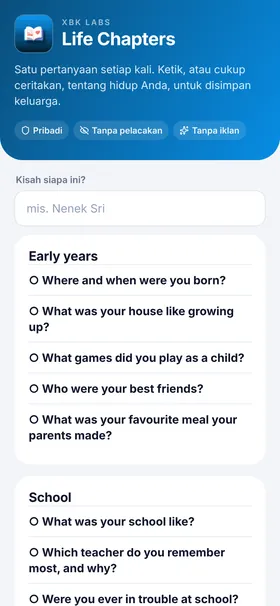 XBK LABS
Life Chapters
Satu pertanyaan setiap kali. Ketik, atau cukup
ceritakan, tentang hidup Anda, untuk disimpan
keluarga.
Pribadi
Tanpa pelacakan
Tanpa iklan
Kisah siapa ini?
mis. Nenek Sri
Early years
Where and when were you born?
What was your house like growing
up?
What games did you play as a child?
Who were your best friends?
What was your favourite meal your
parents made?
School
What was your school like?
Which teacher do you remember
most, and why?
Were you ever in trouble at school?